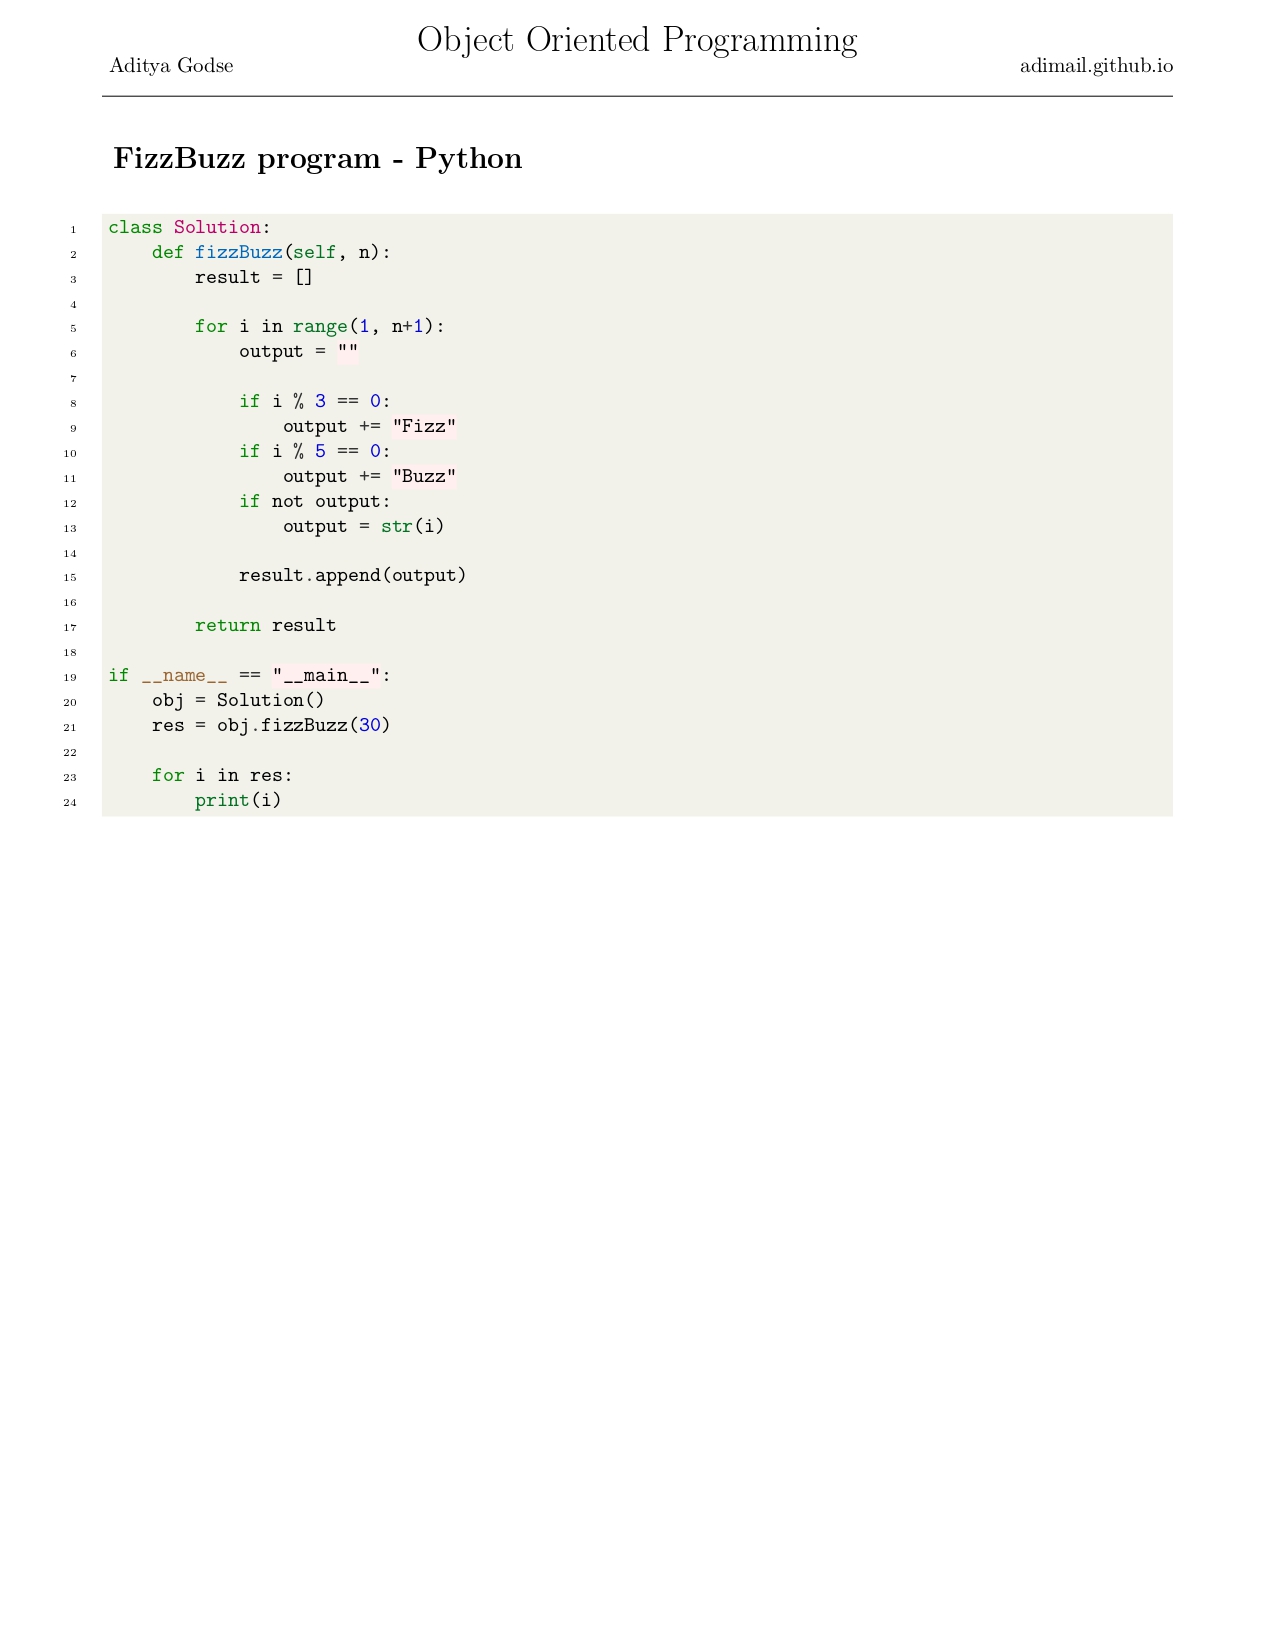 Object Oriented Programming
Aditya Godse adimail.github.io
FizzBuzz program - Python
1 class Solution:
2     def fizzBuzz(self, n):
3         result = []
4
5         for i in range(1, n+1):
6             output = ""
7
8             if i % 3 == 0:
9                 output += "Fizz"
10             if i % 5 == 0:
11                 output += "Buzz"
12             if not output:
13                 output = str(i)
14
15             result.append(output)
16
17         return result
18
19 if __name__ == "__main__":
20     obj = Solution()
21     res = obj.fizzBuzz(30)
22
23     for i in res:
24         print(i)